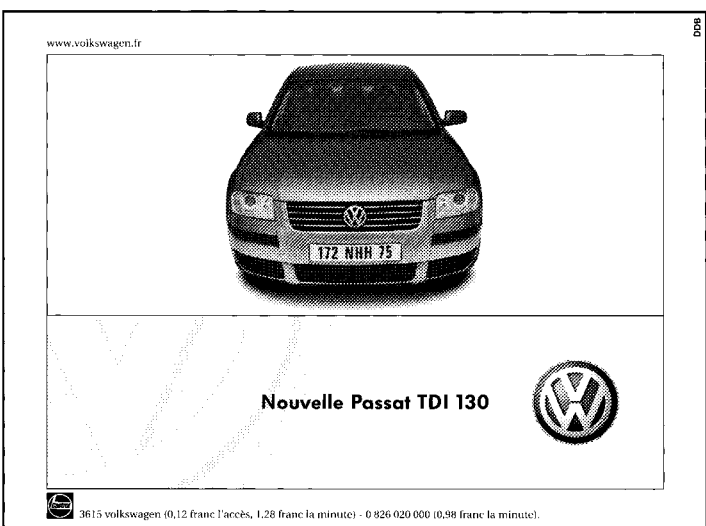 DDB
www.volkswagen.fr
172 NHH 75
Nouvelle Passat TDI 130
3615 volkswagen (0,12 franc l'accès, 1,28 franc la minute) - 0 826 020 000 (0,98 franc la minute).